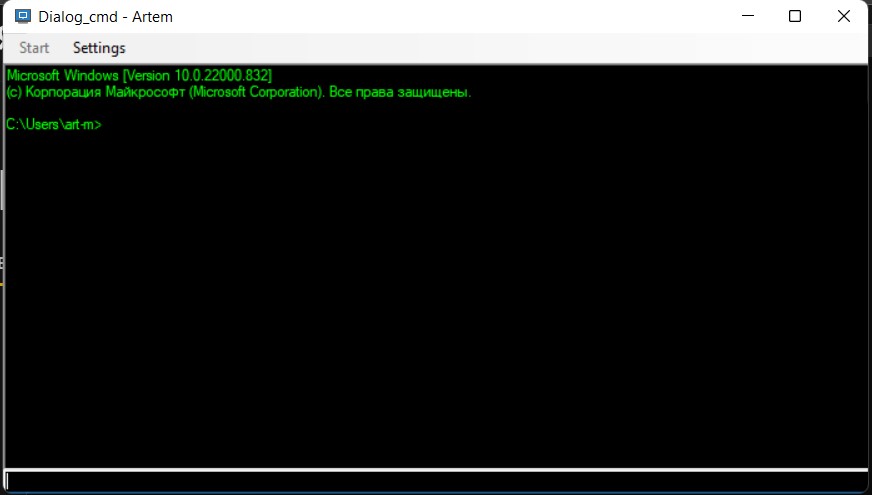 Dialog_cmd - Artem
Start Settings
Microsoft Windows [Version 10.0.22000.832]
(c) Корпорация Майкрософт (Microsoft Corporation). Все права защищены.
C:\Users\art-m>